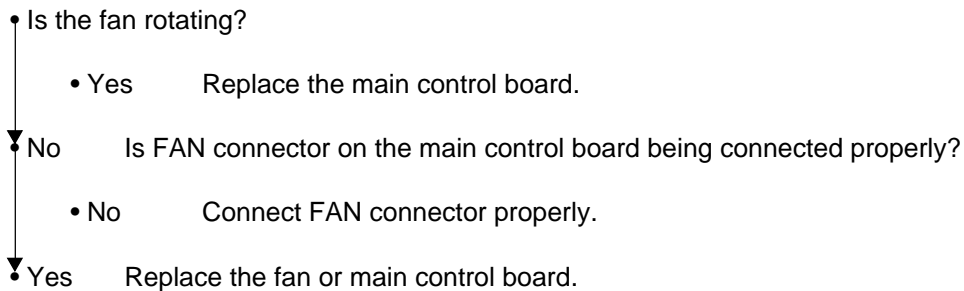 • Is the fan rotating?
• Yes Replace the main control board.
• No Is FAN connector on the main control board being connected properly?
• No Connect FAN connector properly.
• Yes Replace the fan or main control board.